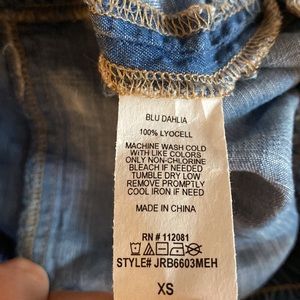 BLU DAHLIA
100% LYOCELL
MACHINE WASH COLD
WITH LIKE COLORS
ONLY NON-CHLORINE
BLEACH IF NEEDED
TUMBLE DRY LOW
REMOVE PROMPTLY
COOL IRON IF NEED
MADE IN CHINA
RN # 112081
STYLE# JRB6603MEH
XS